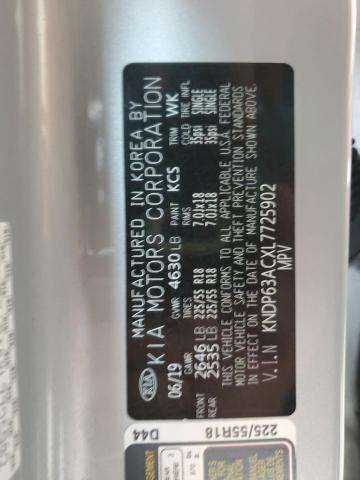 MANUFACTURED IN KOREA BY
KIA KIA MOTORS CORPORATION
06/19 GVWR 4630 LB PAINT KCS TRIM WK
GAWR TIRES RIMS COLD TIRE INFL
FRONT 2646 LB 225/55 R18 7.0Jx18 35psi SINGLE
REAR 2535 LB 225/55 R18 7.0Jx18 35psi SINGLE
THIS VEHICLE CONFORMS TO ALL APPLICABLE U.S.A. FEDERAL
MOTOR VEHICLE SAFETY AND THEFT PREVENTION STANDARDS
IN EFFECT ON THE DATE OF MANUFACTURE SHOWN ABOVE.
V.I.N KNDP63ACXL7725902
MPV
D44
225/55R18